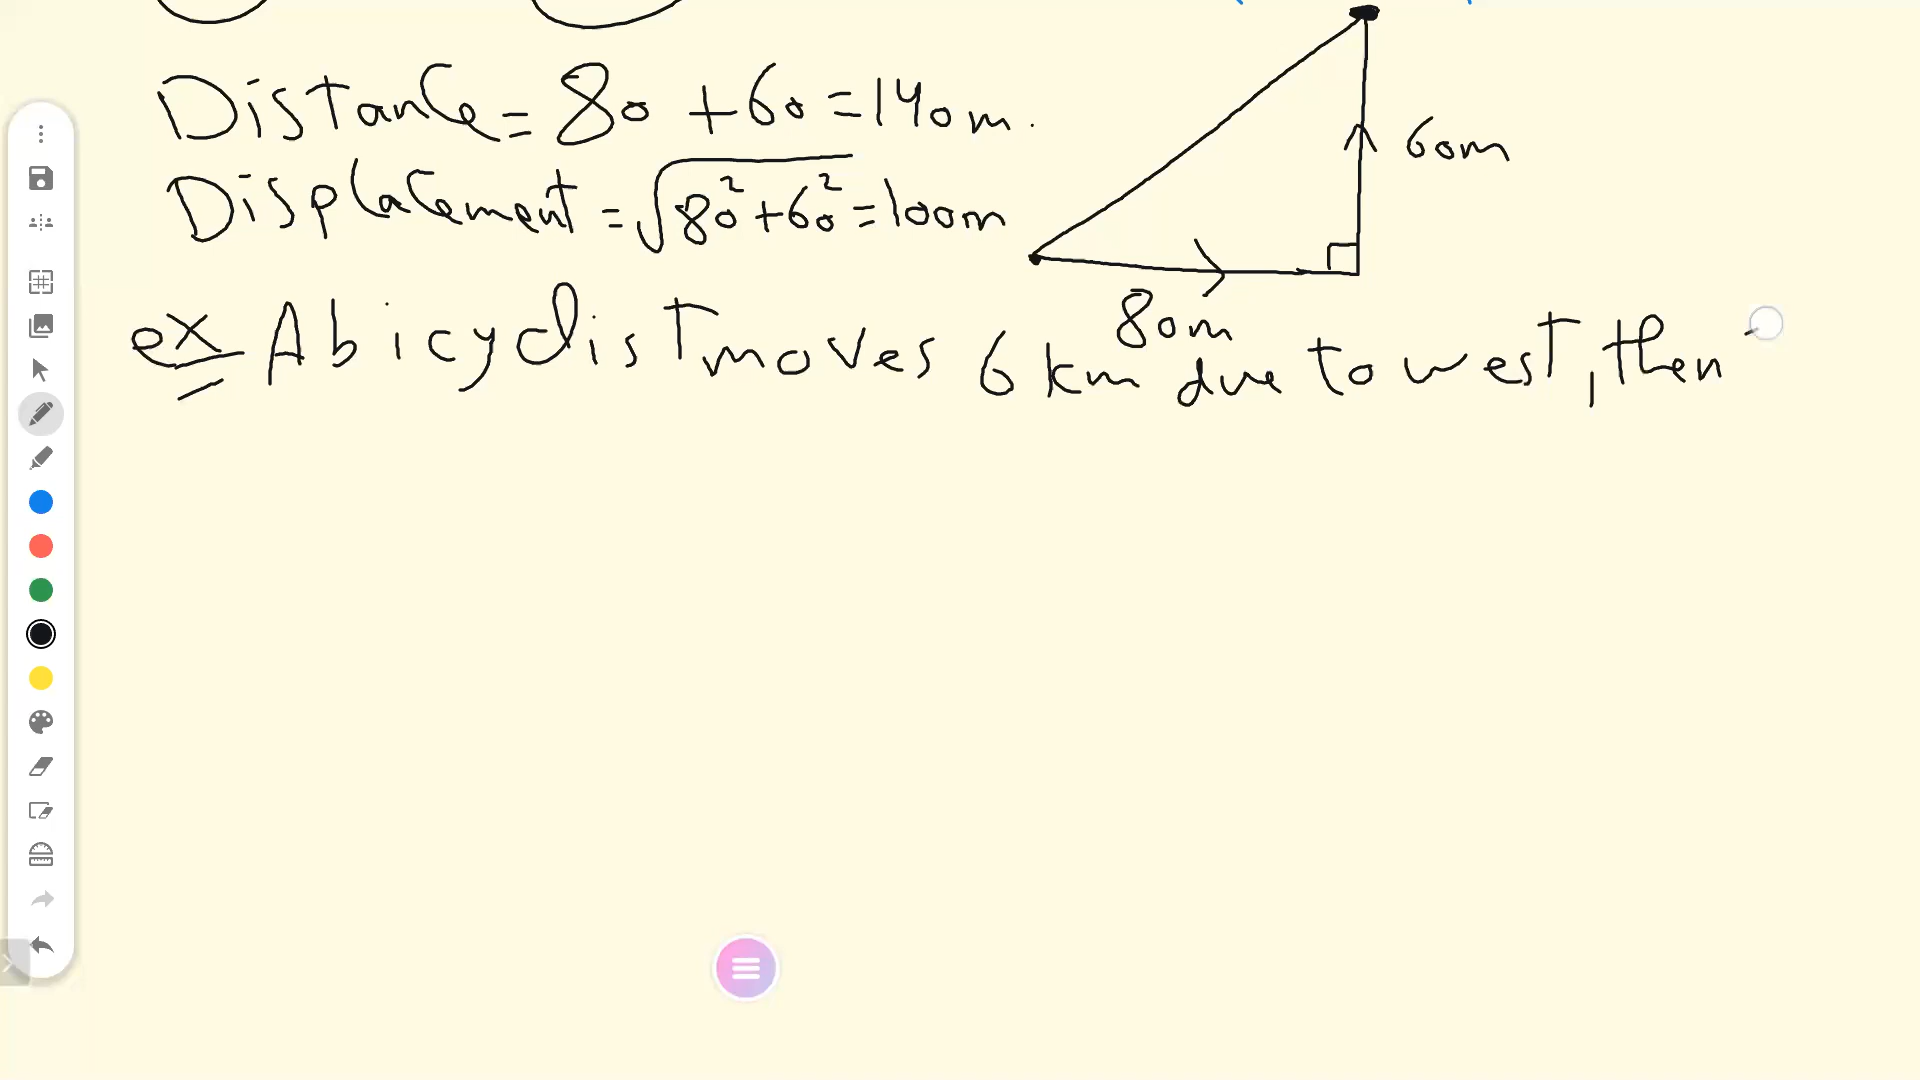 Distance = 80 + 60 = 140m.
Displacement = √80²+60² = 100m
60m
80m
ex A bicyclist moves 6 km due to west, then